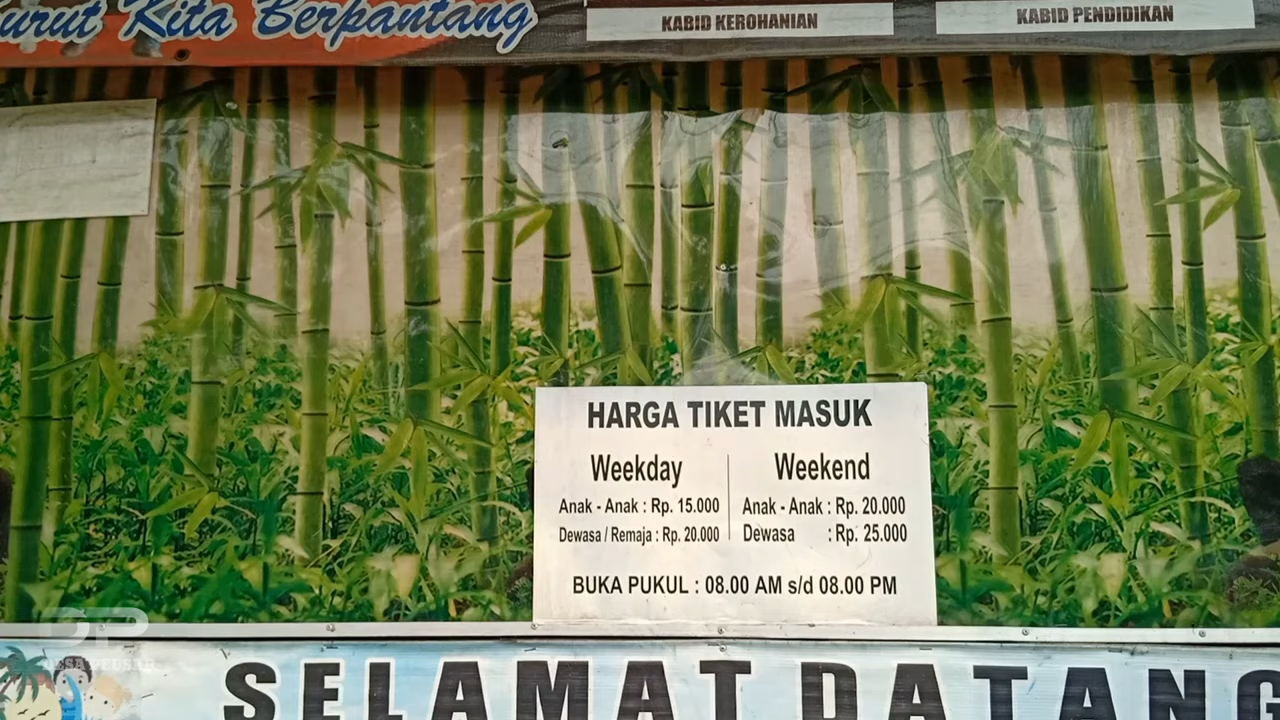 urut Kita Berpantang
KABID KEROHANIAN
KABID PENDIDIKAN
HARGA TIKET MASUK
Weekday
Anak - Anak : Rp. 15.000
Dewasa / Remaja : Rp. 20.000
Weekend
Anak - Anak : Rp. 20.000
Dewasa : Rp. 25.000
BUKA PUKUL : 08.00 AM s/d 08.00 PM
SELAMAT DATANG